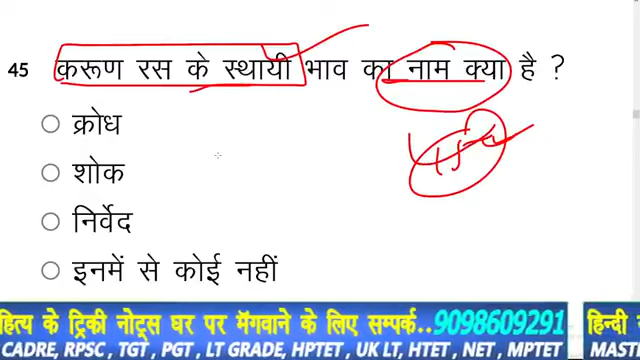 45 करूण रस के स्थायी भाव का नाम क्या है ?
क्रोध
शोक
निर्वेद
इनमें से कोई नहीं
हित्य के ट्रिकी नोट्स घर पर मॅगवाने के लिए सम्पर्क..9098609291
हिन्दी
CADRE, RPSC , TGT , PGT , LT GRADE, HPTET , UK LT, HTET , NET , MPTET
MAST